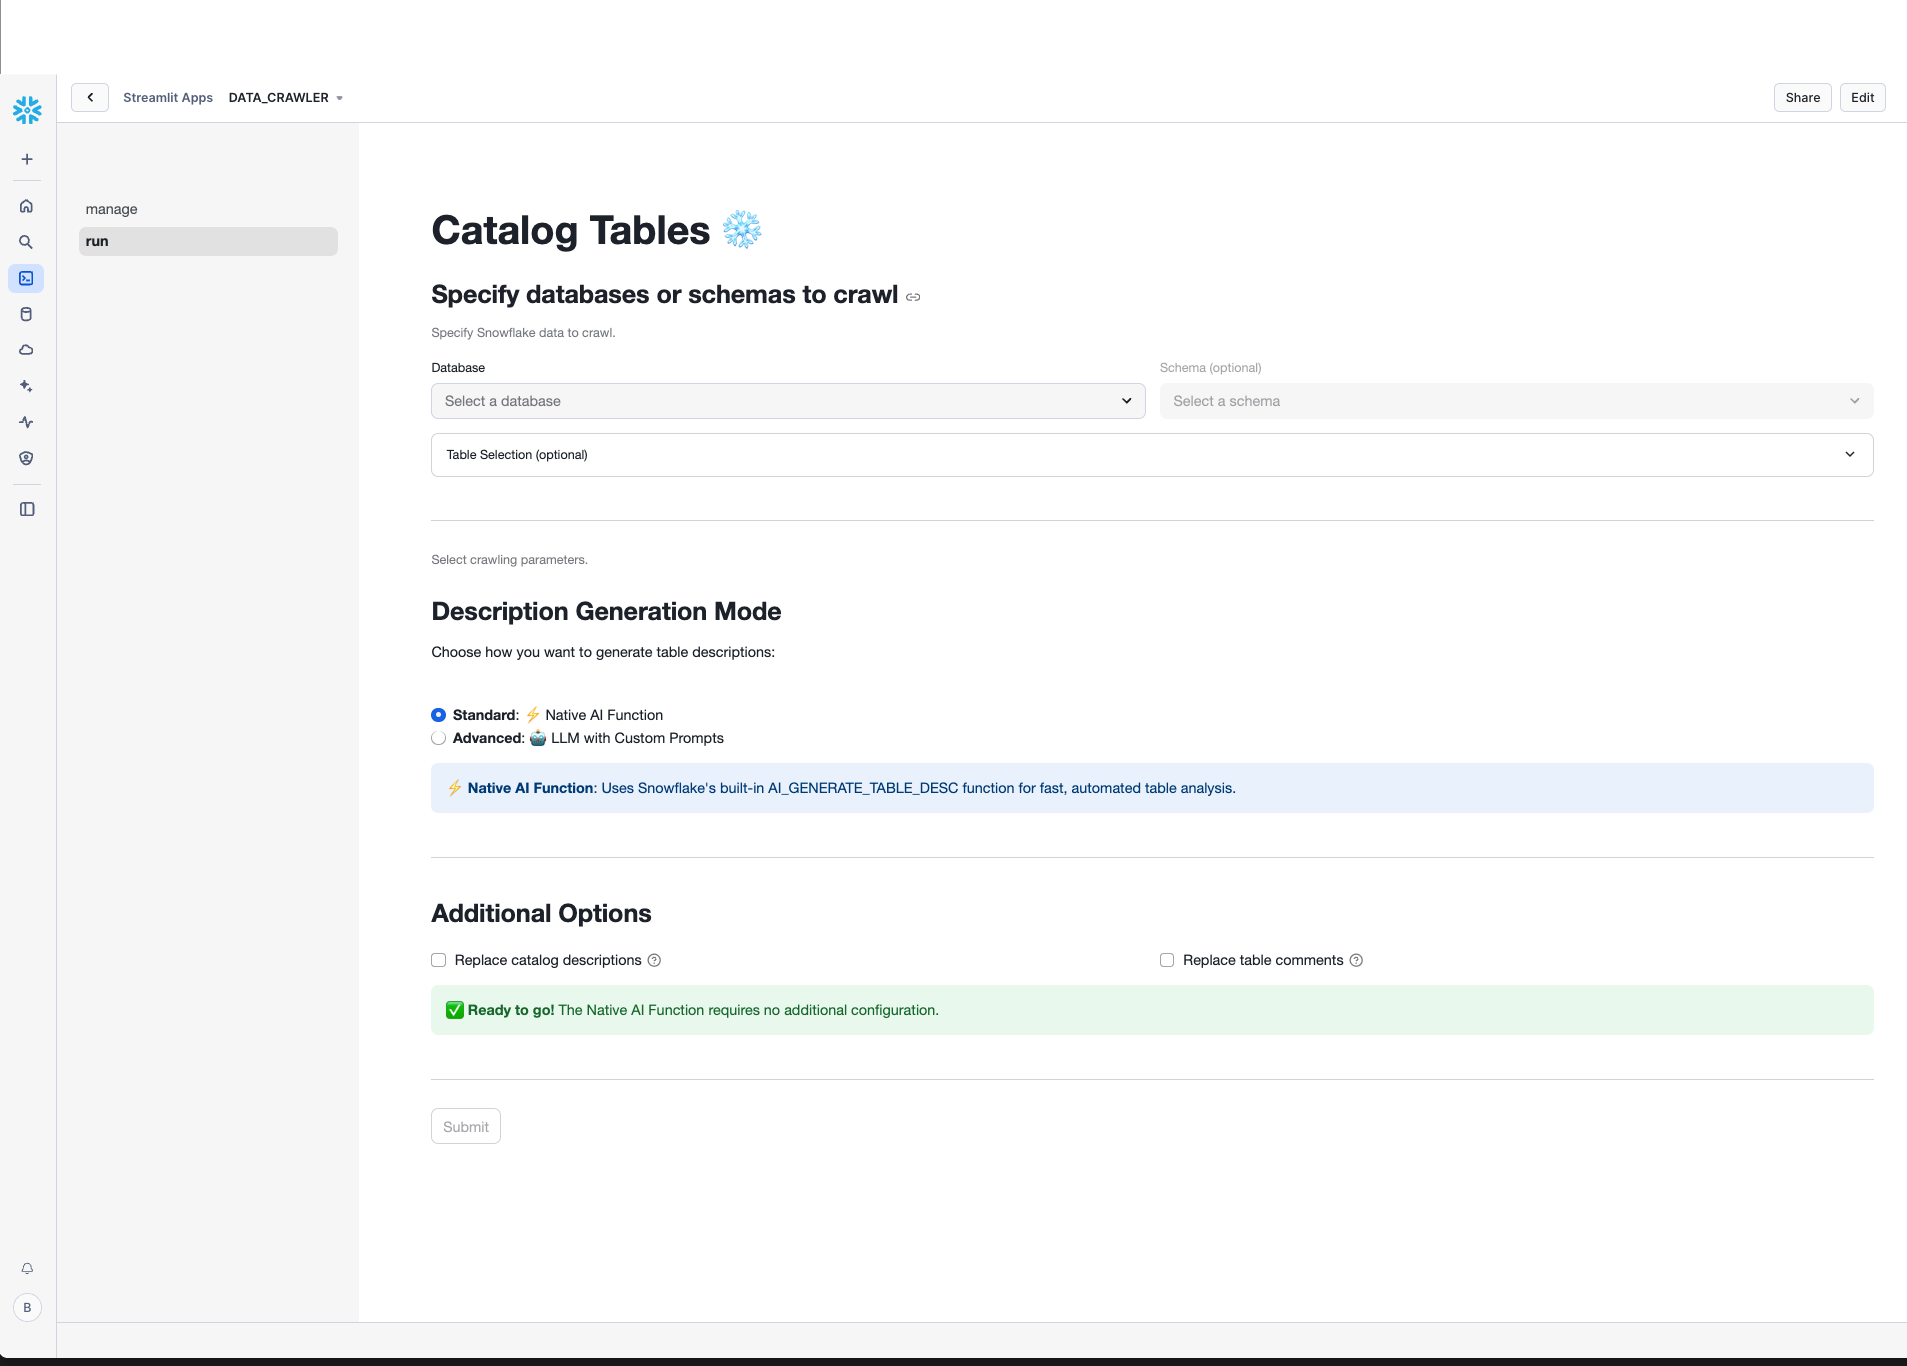 Streamlit Apps DATA_CRAWLER
Share
Edit
manage
run
Catalog Tables
Specify databases or schemas to crawl
Specify Snowflake data to crawl.
Database
Schema (optional)
Select a database
Select a schema
Table Selection (optional)
Select crawling parameters.
Description Generation Mode
Choose how you want to generate table descriptions:
Standard: ⚡ Native AI Function
Advanced: 🤖 LLM with Custom Prompts
⚡ Native AI Function: Uses Snowflake's built-in AI_GENERATE_TABLE_DESC function for fast, automated table analysis.
Additional Options
Replace catalog descriptions
Replace table comments
✅ Ready to go! The Native AI Function requires no additional configuration.
Submit
B